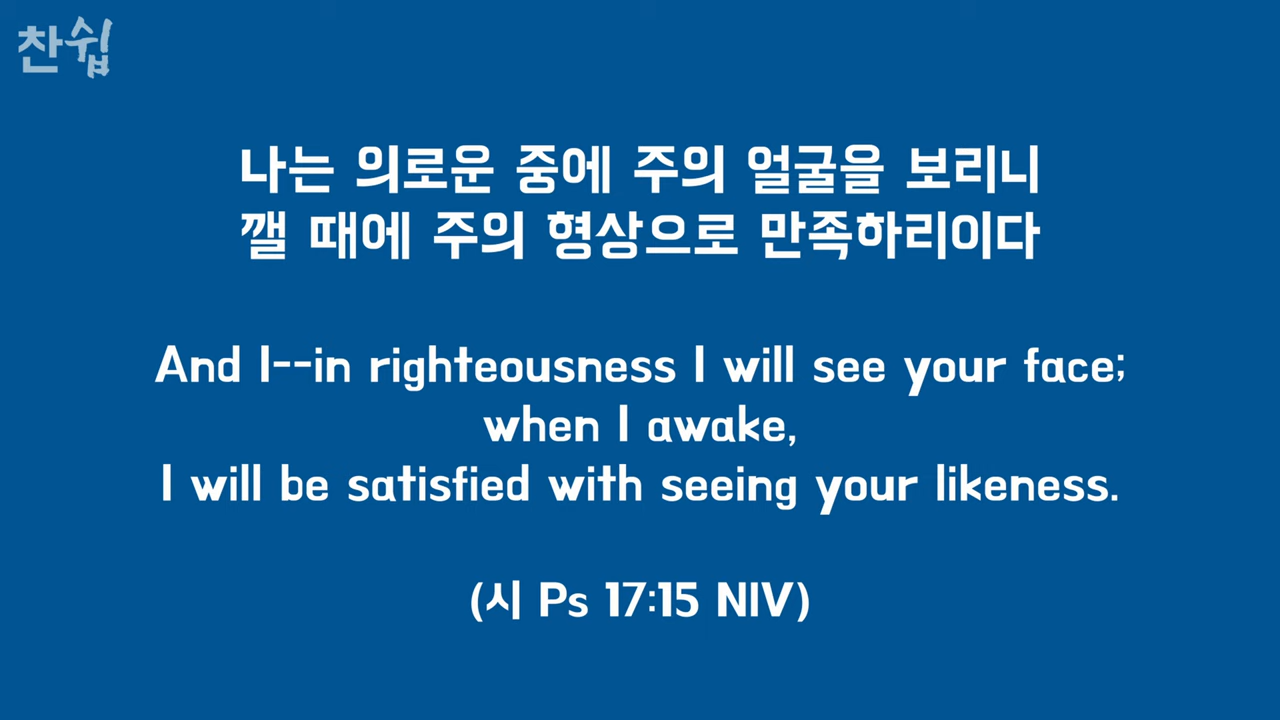 찬쉽
나는 의로운 중에 주의 얼굴을 보리니
깰 때에 주의 형상으로 만족하리이다
And I--in righteousness I will see your face;
when I awake,
I will be satisfied with seeing your likeness.
(시 Ps 17:15 NIV)